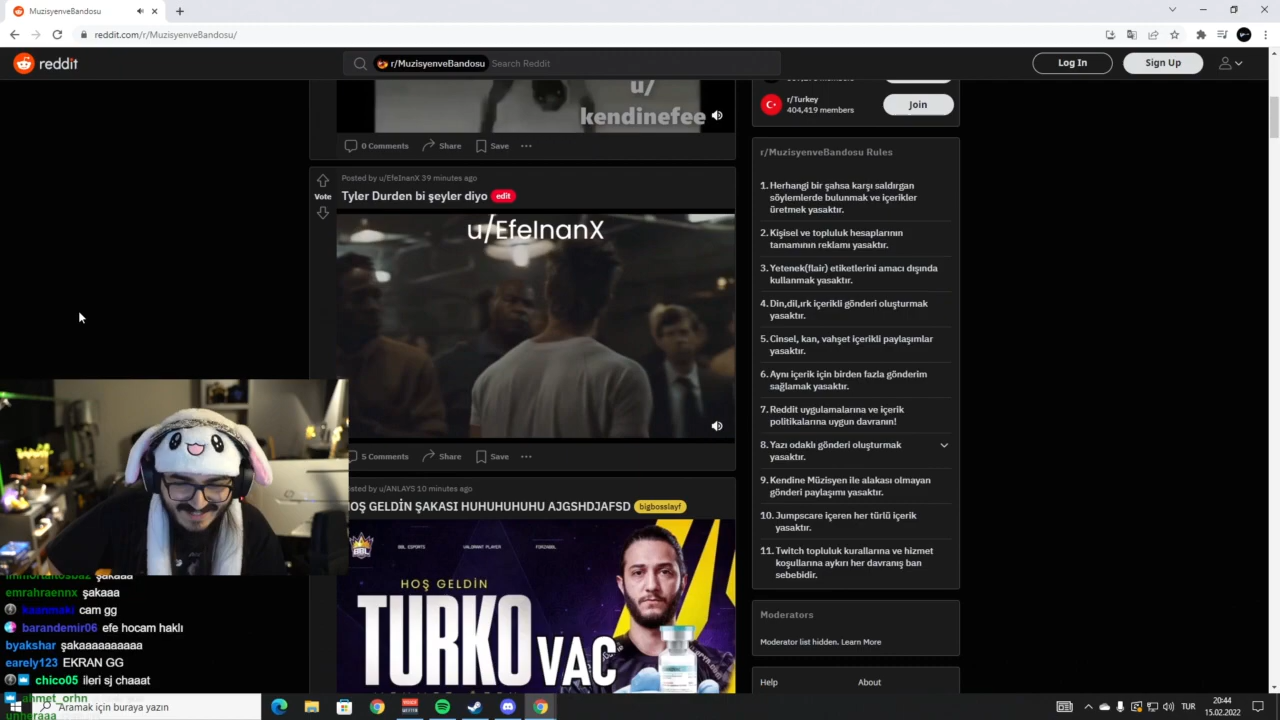 MuzisyenveBandosu
reddit.com/r/MuzisyenveBandosu/
reddit
r/MuzisyenveBandosu
Search Reddit
Log In
Sign Up
u/
kendinefee
0 Comments
Share
Save
Posted by u/EfeInanX 39 minutes ago
Vote
Tyler Durden bi şeyler diyo
edit
u/EfeInanX
5 Comments
Share
Save
sted by u/ANLAYS 10 minutes ago
OŞ GELDİN ŞAKASI HUHUHUHUHU AJGSHDJAFSD
bigbosslayf
BBL ESPORTS
VALORANT PLAYER
HOŞ GELDİN
TURKOVAC
r/Turkey
404,419 members
Join
r/MuzisyenveBandosu Rules
1. Herhangi bir şahsa karşı saldırgan
söylemlerde bulunmak ve içerikler
üretmek yasaktır.
2. Kişisel ve topluluk hesaplarının
tamamının reklamı yasaktır.
3. Yetenek(flair) etiketlerini amacı dışında
kullanmak yasaktır.
4. Din,dil,ırk içerikli gönderi oluşturmak
yasaktır.
5. Cinsel, kan, vahşet içerikli paylaşımlar
yasaktır.
6. Aynı içerik için birden fazla gönderim
sağlamak yasaktır.
7. Reddit uygulamalarına ve içerik
politikalarına uygun davranın!
8. Yazı odaklı gönderi oluşturmak
yasaktır.
9. Kendine Müzisyen ile alakası olmayan
gönderi paylaşımı yasaktır.
10. Jumpscare içeren her türlü içerik
yasaktır.
11. Twitch topluluk kurallarına ve hizmet
koşullarına aykırı her davranış ban
sebebidir.
Moderators
Moderator list hidden. Learn More
Help
About
şakaaa
emrahraennx şakaaa
kaanmaki cam gg
barandemir06 efe hocam haklı
byakshar şakaaaaaaaaaa
earely123 EKRAN GG
chico05 ileri sj chaaat
ahmet_orhn
Aramak için buraya yazın
TUR
20:44
15.02.2022